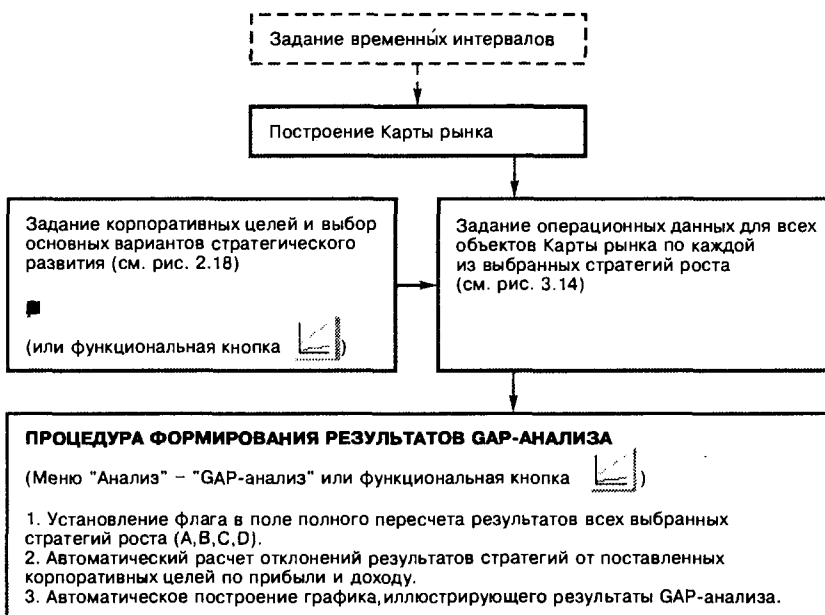 Задание временных интервалов
Построение Карты рынка
Задание корпоративных целей и выбор
основных вариантов стратегического
развития (см. рис. 2.18)
(или функциональная кнопка )
Задание операционных данных для всех
объектов Карты рынка по каждой
из выбранных стратегий роста
(см. рис. 3.14)
ПРОЦЕДУРА ФОРМИРОВАНИЯ РЕЗУЛЬТАТОВ GAP-АНАЛИЗА
(Меню "Анализ" – "GAP-анализ" или функциональная кнопка )
1. Установление флага в поле полного пересчета результатов всех выбранных
стратегий роста (A,B,C,D).
2. Автоматический расчет отклонений результатов стратегий от поставленных
корпоративных целей по прибыли и доходу.
3. Автоматическое построение графика,иллюстрирующего результаты GAP-анализа.